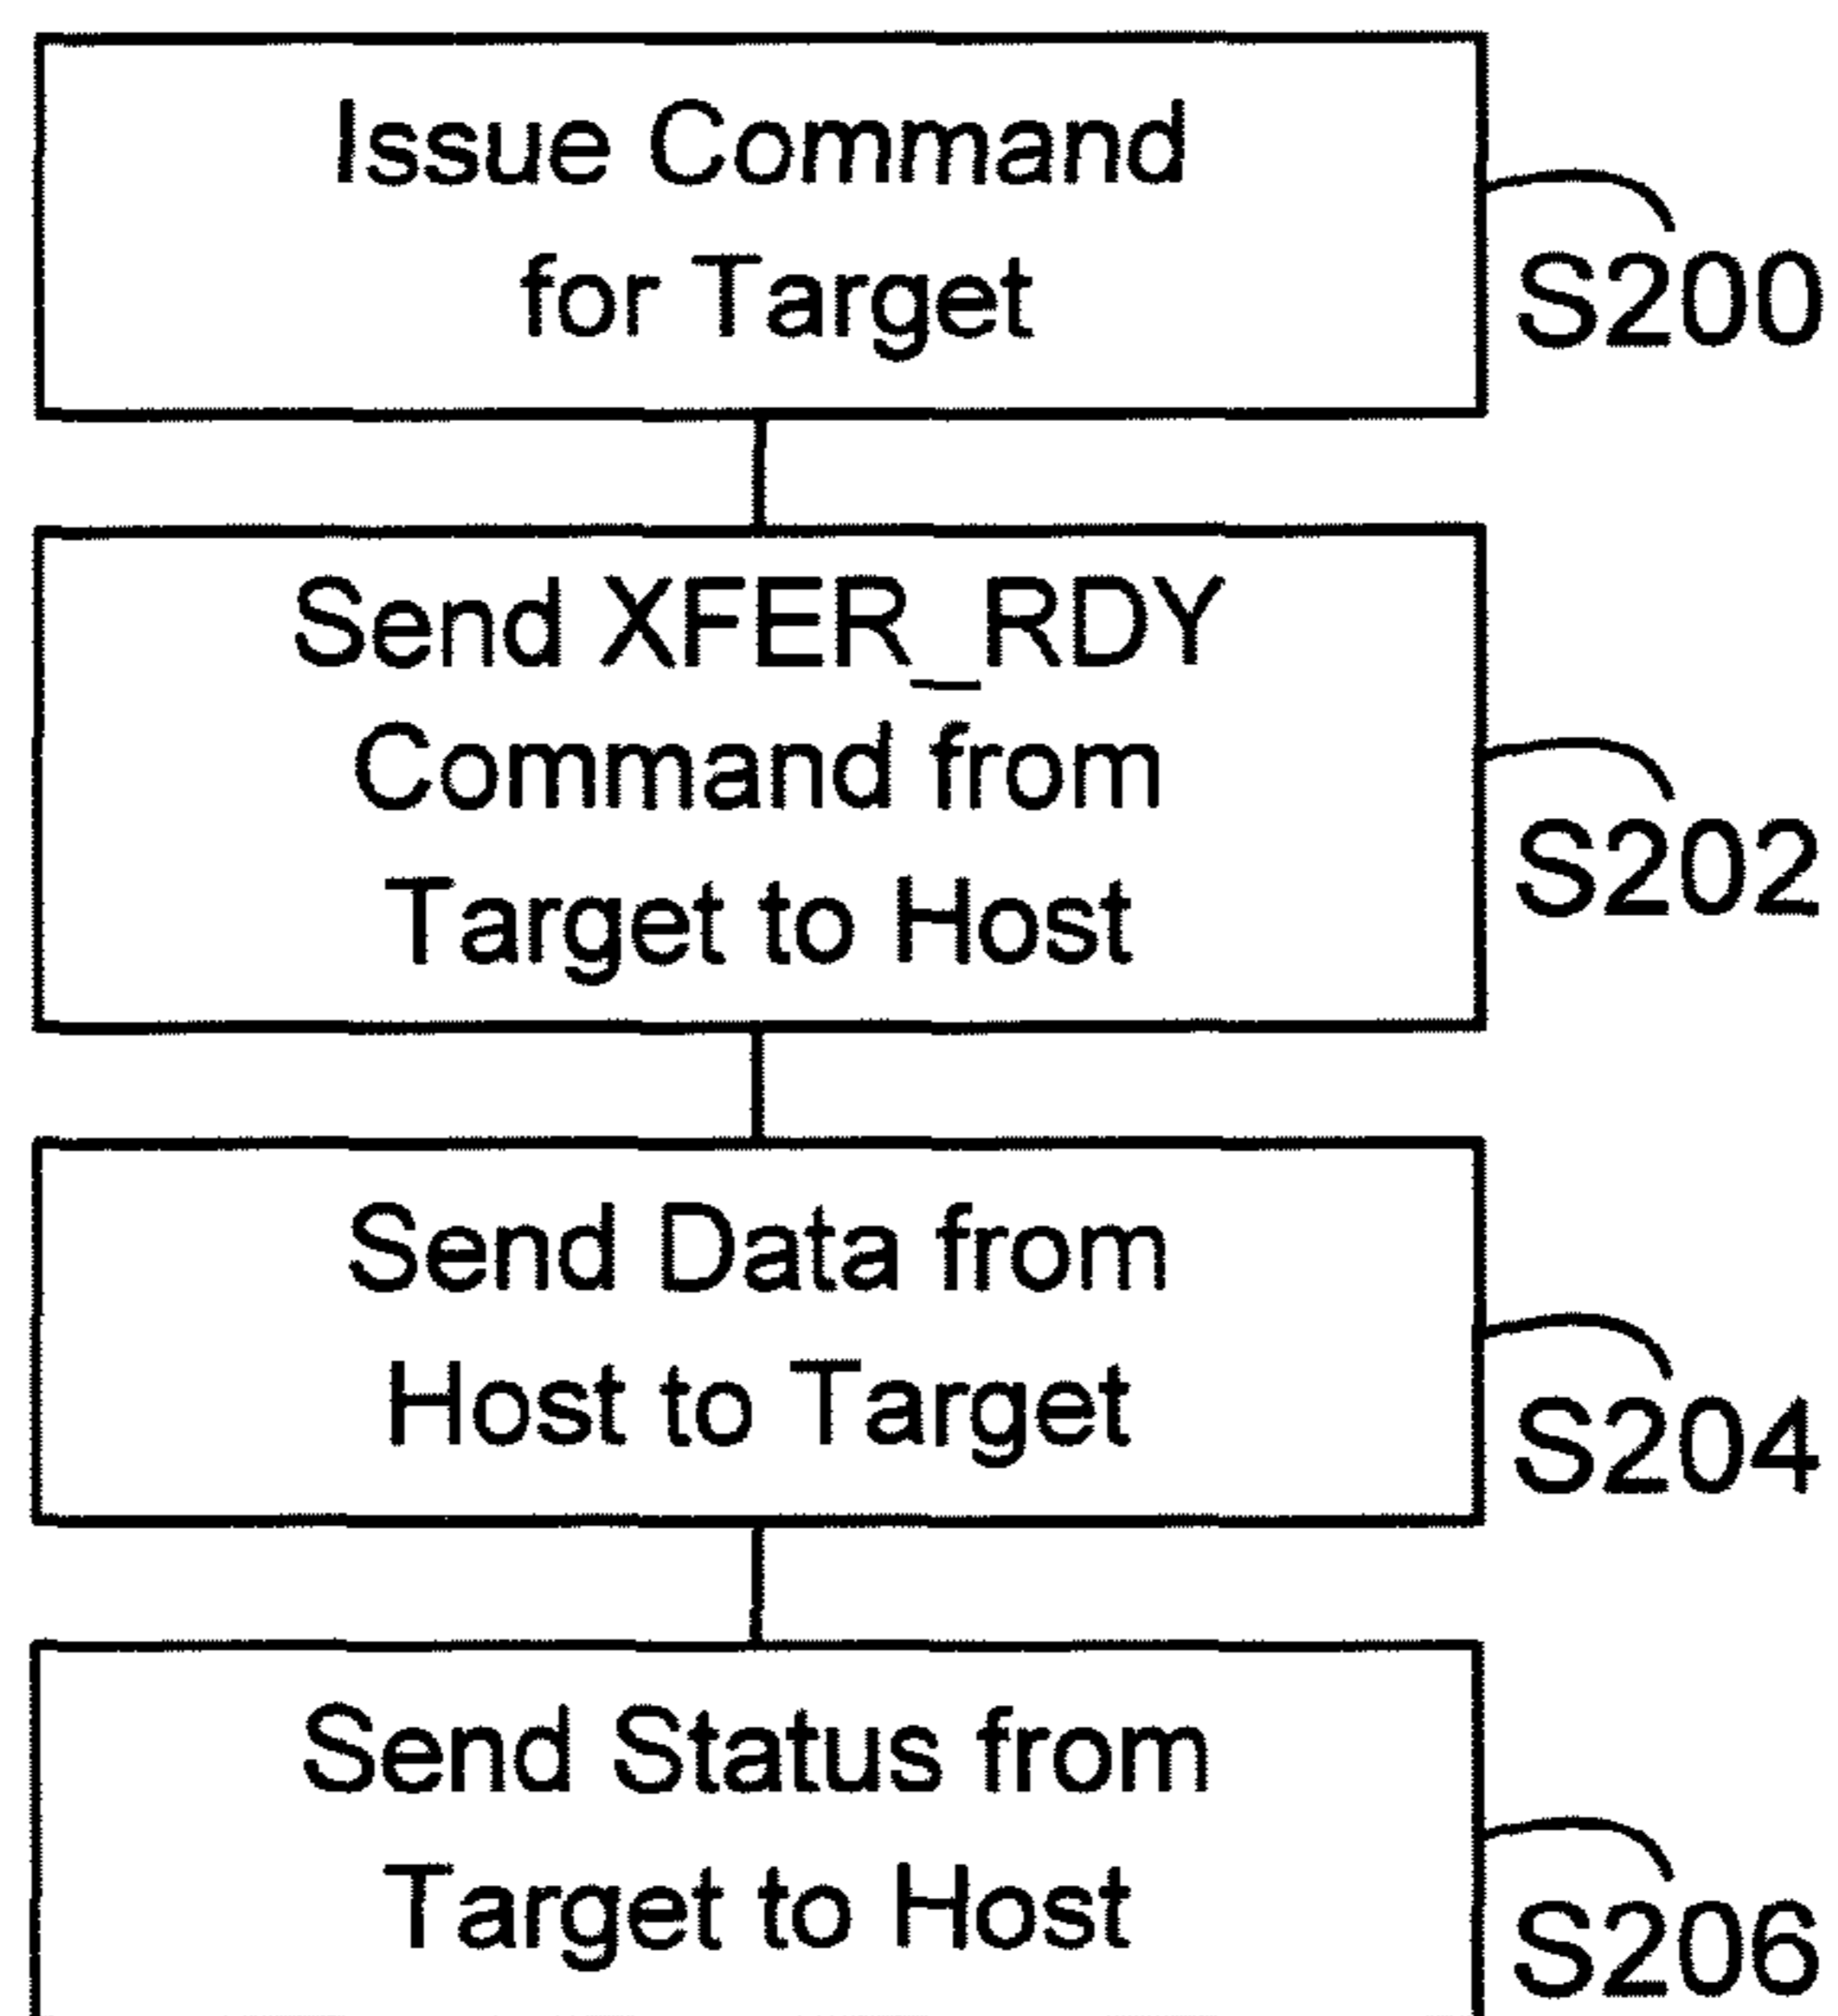 Issue Command
for Target
S200
Send XFER_RDY
Command from
Target to Host
S202
Send Data from
Host to Target
S204
Send Status from
Target to Host
S206